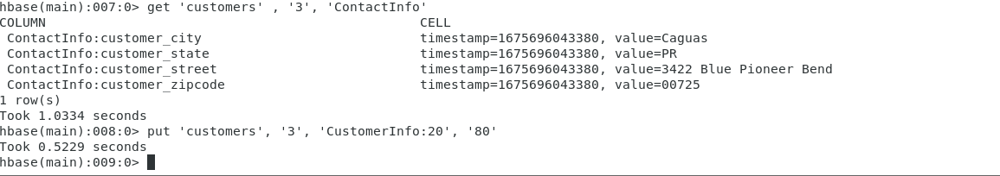 hbase(main):007:0> get 'customers' , '3', 'ContactInfo'
COLUMN CELL
ContactInfo:customer_city timestamp=1675696043380, value=Caguas
ContactInfo:customer_state timestamp=1675696043380, value=PR
ContactInfo:customer_street timestamp=1675696043380, value=3422 Blue Pioneer Bend
ContactInfo:customer_zipcode timestamp=1675696043380, value=00725
1 row(s)
Took 1.0334 seconds
hbase(main):008:0> put 'customers', '3', 'CustomerInfo:20', '80'
Took 0.5229 seconds
hbase(main):009:0>